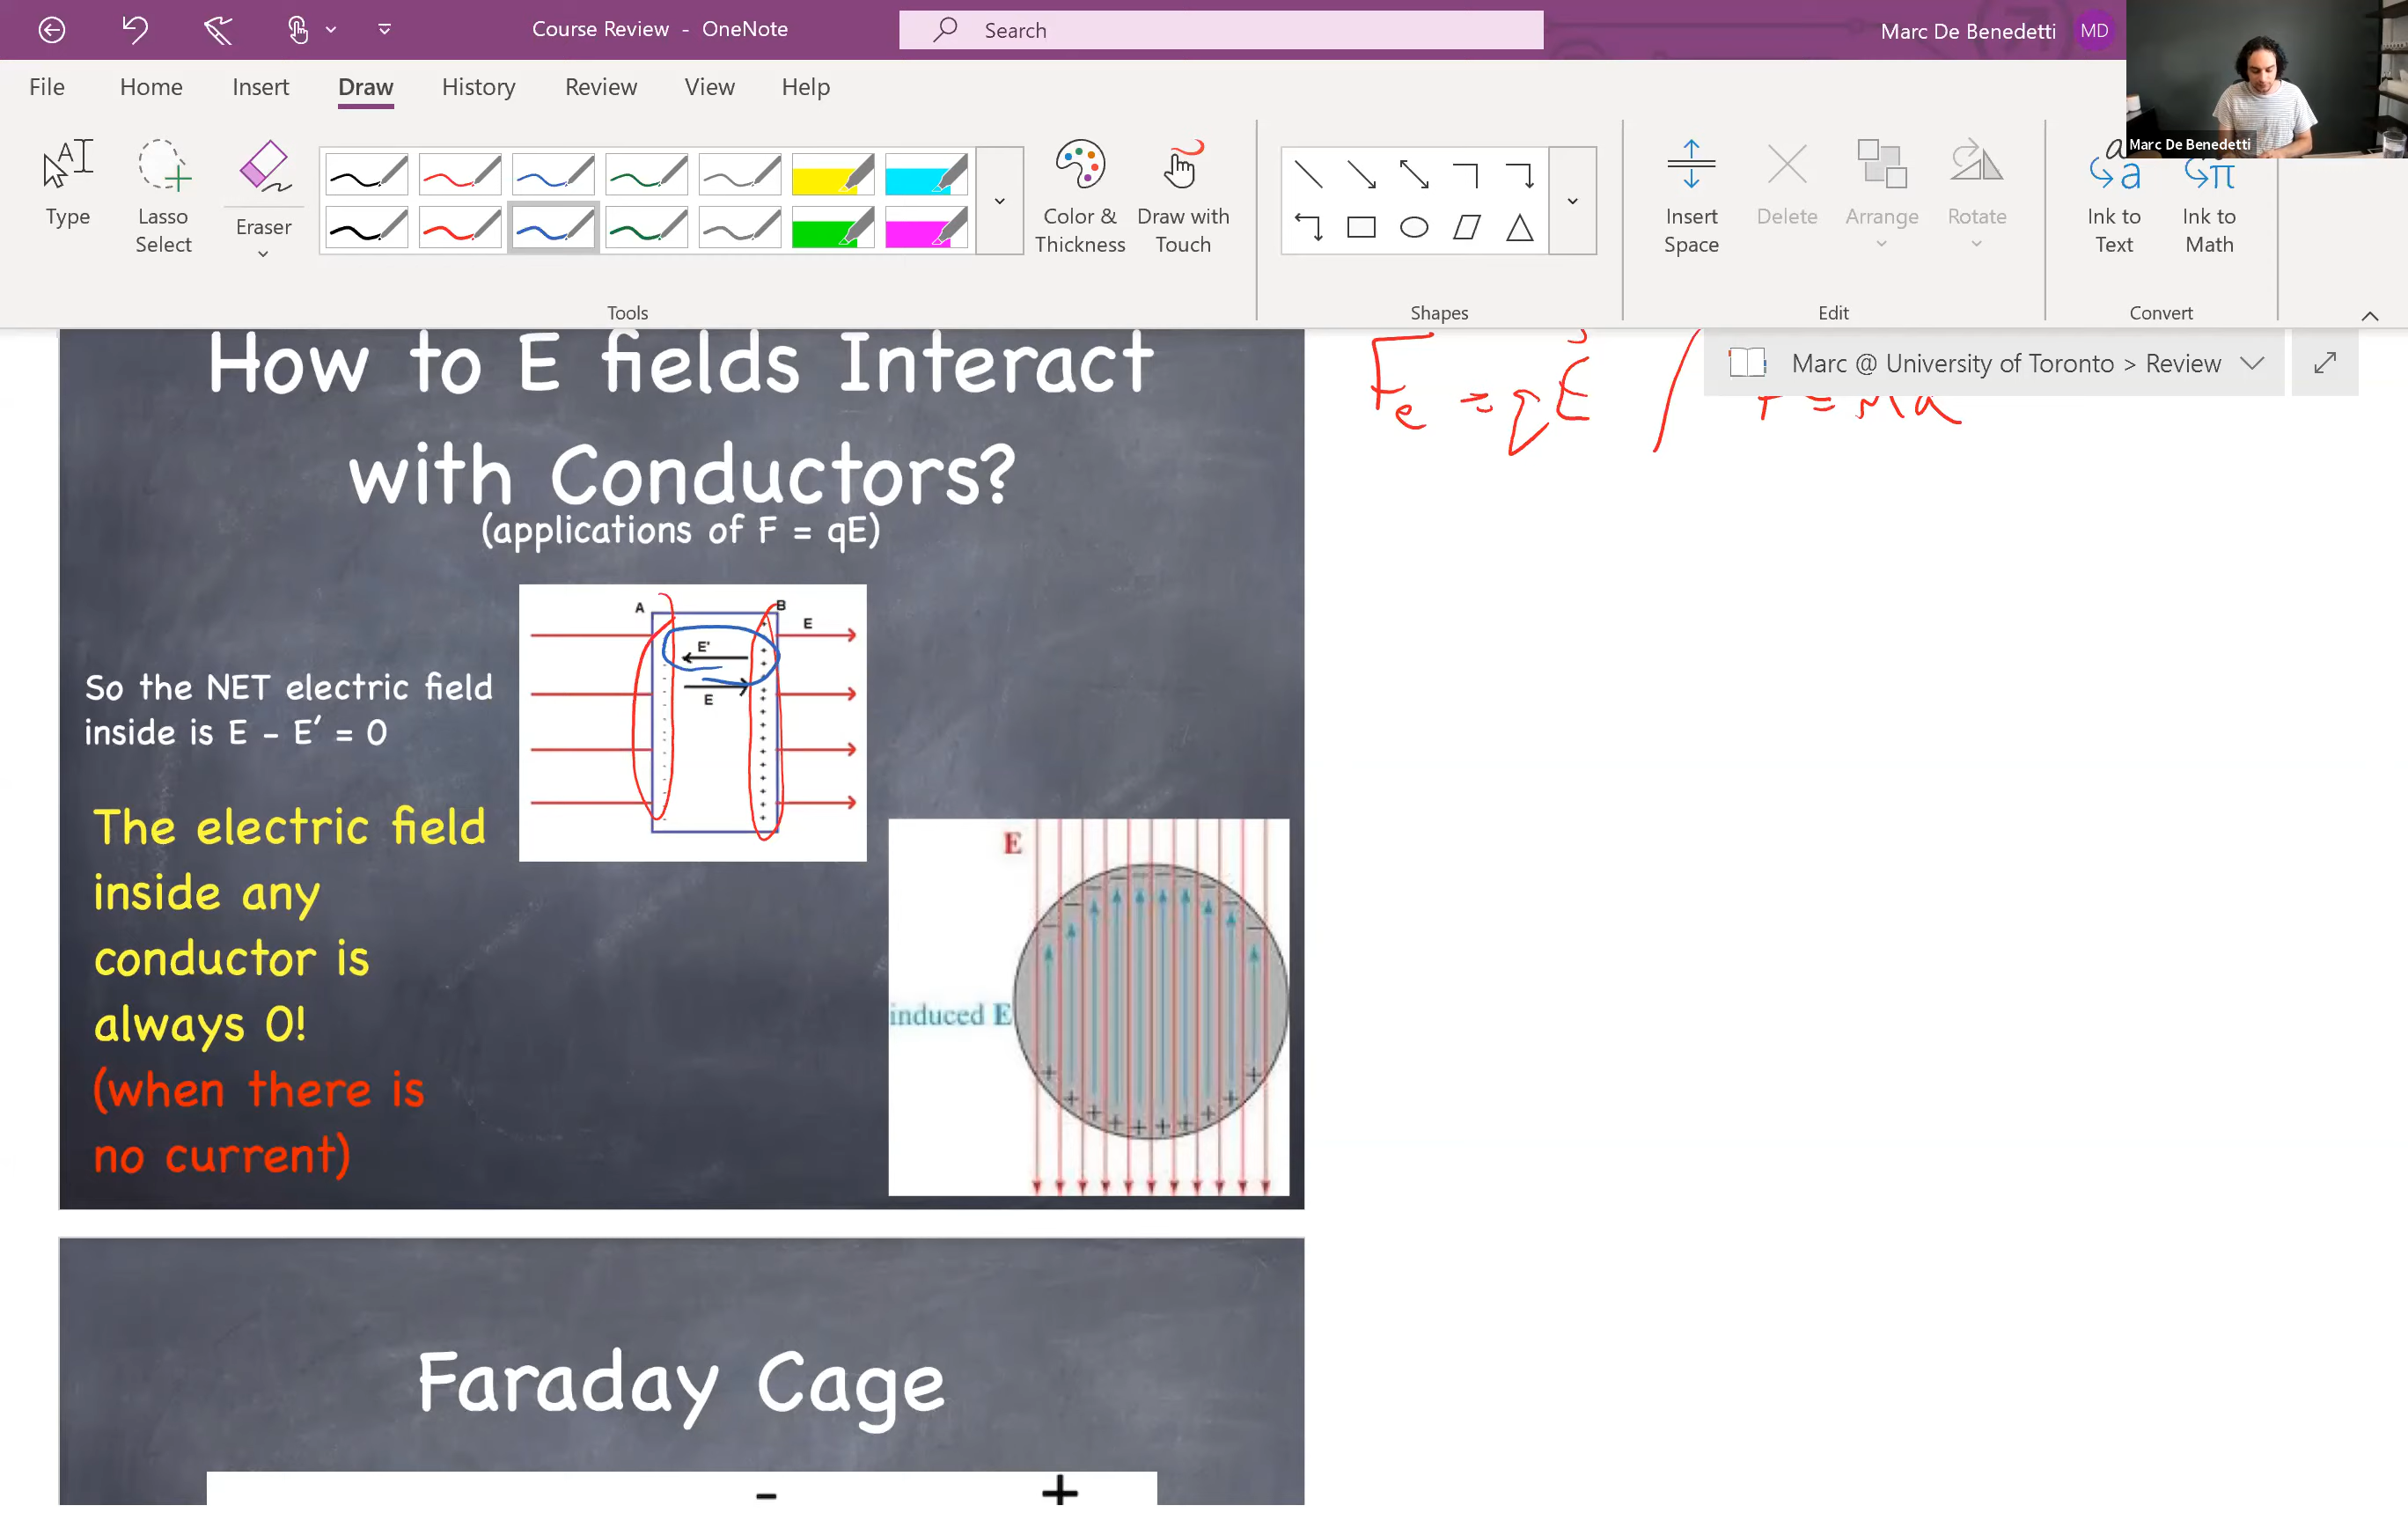 Course Review - OneNote
Search
Marc De Benedetti MD
File Home Insert Draw History Review View Help
Marc De Benedetti
Type
Lasso Select
Eraser
Color & Thickness
Draw with Touch
Insert Space
Delete
Arrange
Rotate
Ink to Text
Ink to Math
Tools Shapes Edit Convert
How to E fields Interact
with Conductors?
(applications of F = qE)
Fe = qE
F = ma
Marc @ University of Toronto > Review
A B
E
E'
E
So the NET electric field
inside is E - E' = 0
The electric field
inside any
conductor is
always 0!
(when there is
no current)
E
induced E
Faraday Cage
- +